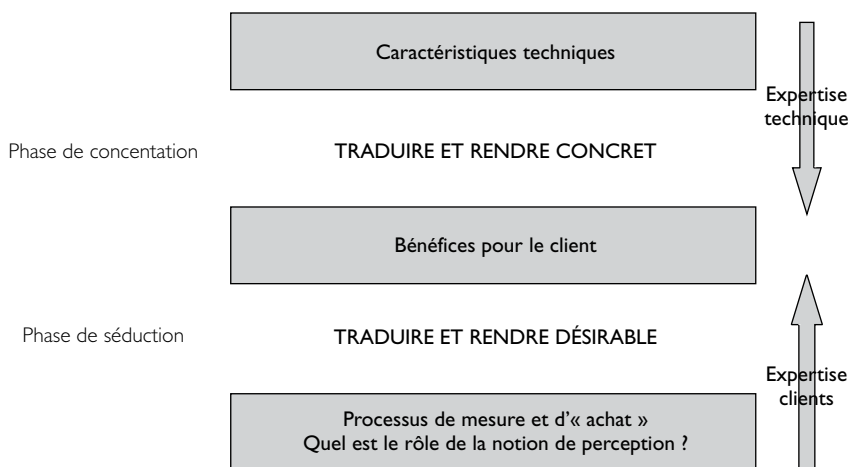 Caractéristiques techniques
Expertise
technique
Phase de concentation
TRADUIRE ET RENDRE CONCRET
Bénéfices pour le client
Phase de séduction
TRADUIRE ET RENDRE DÉSIRABLE
Expertise
clients
Processus de mesure et d'« achat »
Quel est le rôle de la notion de perception ?